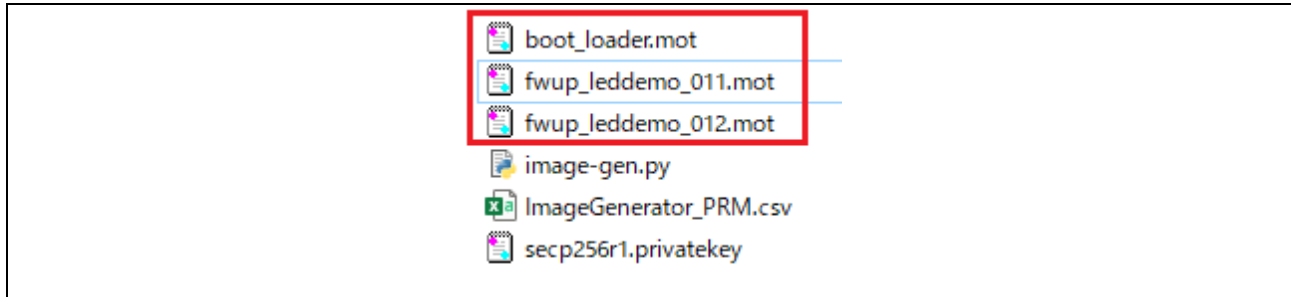 boot_loader.mot
fwup_leddemo_011.mot
fwup_leddemo_012.mot
image-gen.py
ImageGenerator_PRM.csv
secp256r1.privatekey